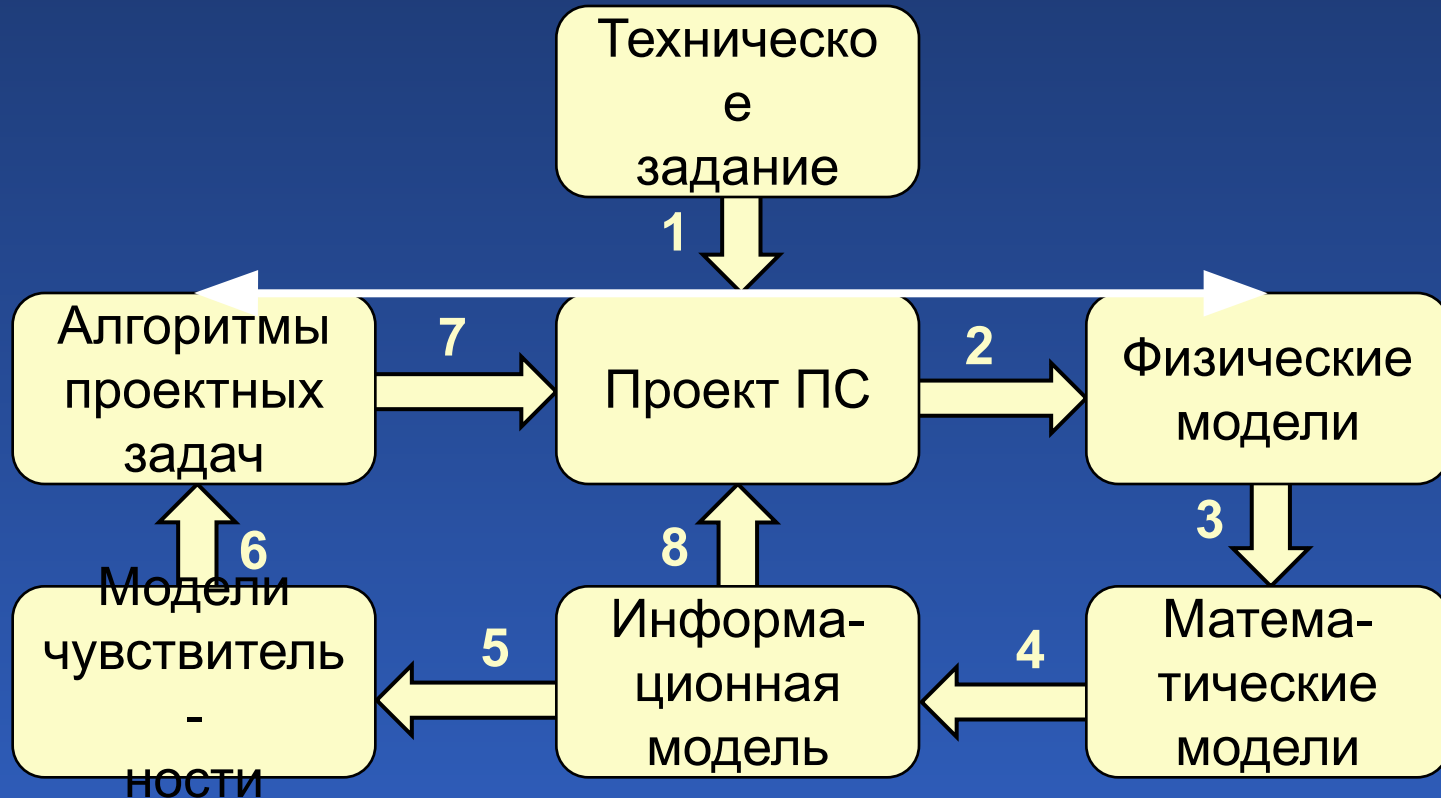 Техническо
е
задание
1
Алгоритмы
проектных
задач
7
Проект ПС
2
Физические
модели
6
8
3
Модели
чувствитель
-
ности
5
Информа-
ционная
модель
4
Матема-
тические
модели